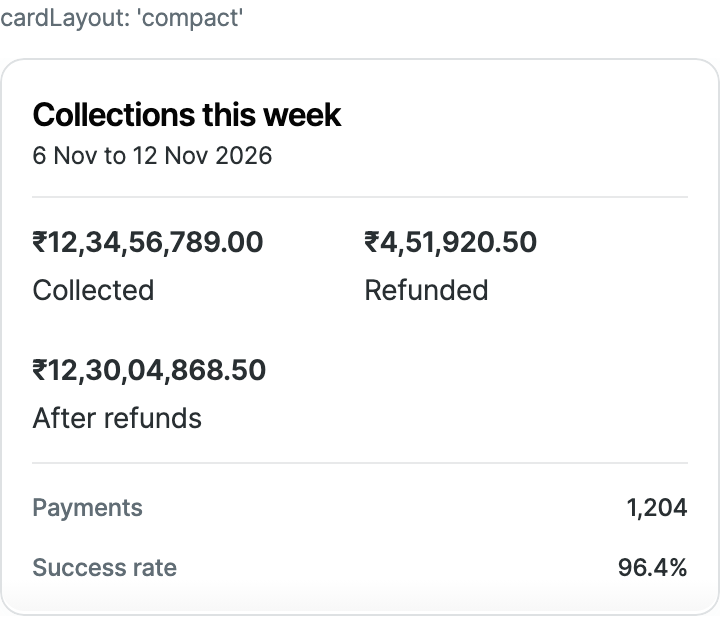 cardLayout: 'compact'
Collections this week
6 Nov to 12 Nov 2026
₹12,34,56,789.00 ₹4,51,920.50
Collected Refunded
₹12,30,04,868.50
After refunds
Payments 1,204
Success rate 96.4%